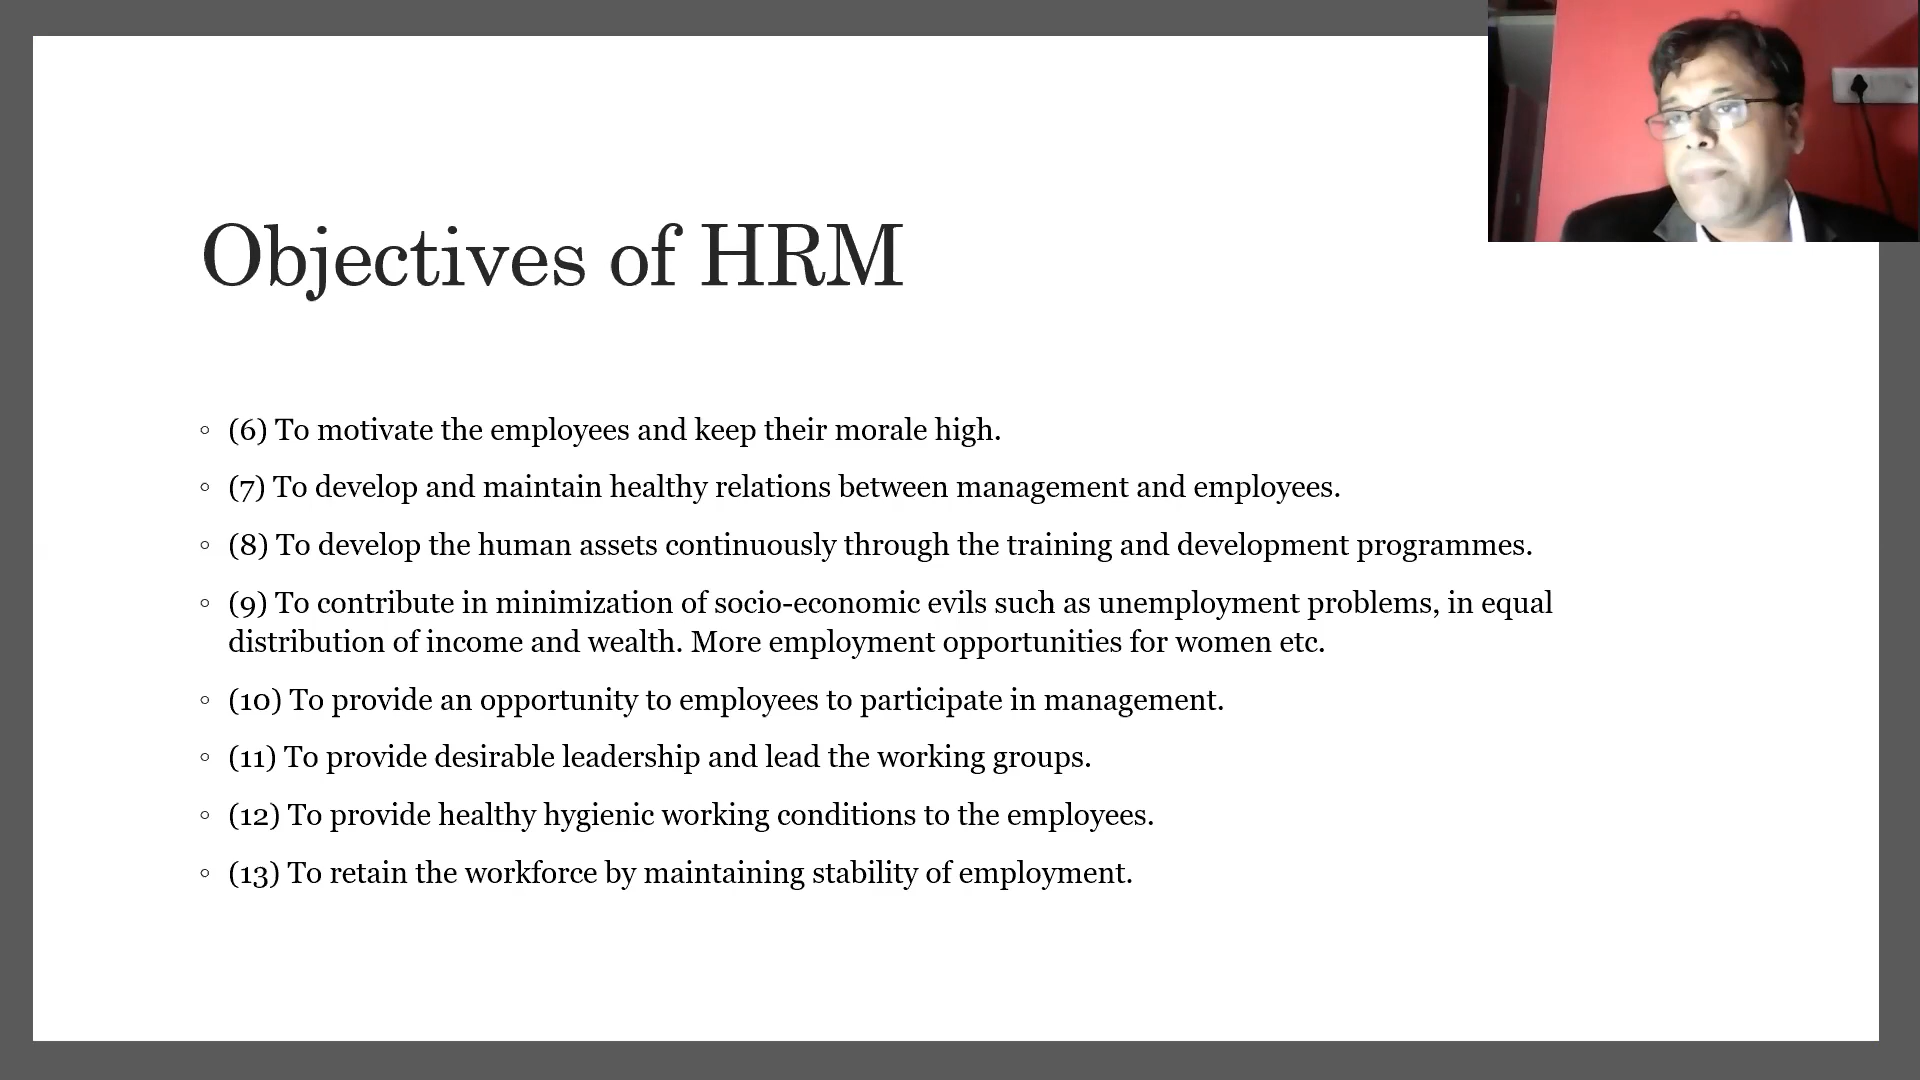 Objectives of HRM
(6) To motivate the employees and keep their morale high.
(7) To develop and maintain healthy relations between management and employees.
(8) To develop the human assets continuously through the training and development programmes.
(9) To contribute in minimization of socio-economic evils such as unemployment problems, in equal
distribution of income and wealth. More employment opportunities for women etc.
(10) To provide an opportunity to employees to participate in management.
(11) To provide desirable leadership and lead the working groups.
(12) To provide healthy hygienic working conditions to the employees.
(13) To retain the workforce by maintaining stability of employment.